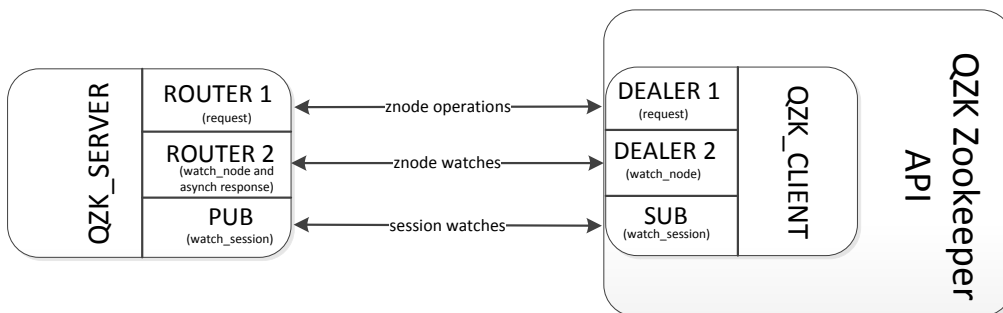 QZK_SERVER
ROUTER 1
(request)
ROUTER 2
(watch_node and
asynch response)
PUB
(watch_session)
znode operations
znode watches
session watches
DEALER 1
(request)
DEALER 2
(watch_node)
SUB
(watch_session)
QZK_CLIENT
QZK Zookeeper
API